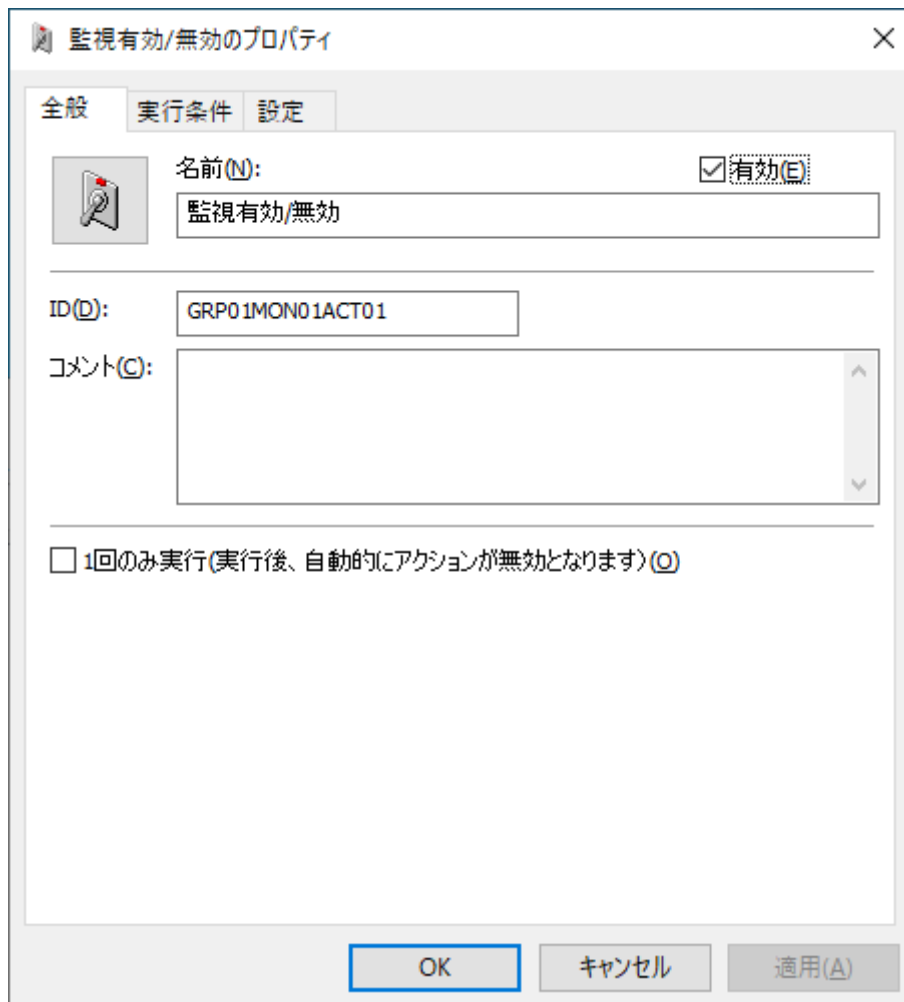 監視有効/無効のプロパティ
全般 実行条件 設定
名前(N): 有効(E)
監視有効/無効
ID(D): GRP01MON01ACT01
コメント(C):
1回のみ実行(実行後、自動的にアクションが無効となります)(O)
OK キャンセル 適用(A)